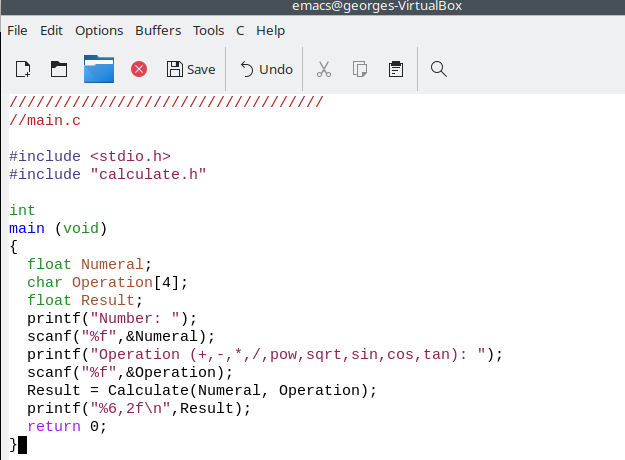 emacs@georges-VirtualBox
File Edit Options Buffers Tools C Help
Save Undo
///////////////////////////////////
//main.c
#include <stdio.h>
#include "calculate.h"
int
main (void)
{
float Numeral;
char Operation[4];
float Result;
printf("Number: ");
scanf("%f",&Numeral);
printf("Operation (+,-,*,/,pow,sqrt,sin,cos,tan): ");
scanf("%f",&Operation);
Result = Calculate(Numeral, Operation);
printf("%6,2f\n",Result);
return 0;
}